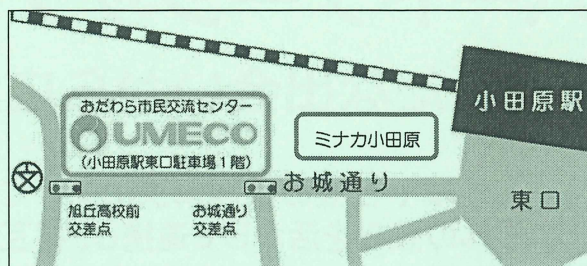 おだわら市民交流センター
UMECO
(小田原駅東口駐車場1階)
ミナカ小田原
小田原駅
お城通り
東口
旭丘高校前
交差点
お城通り
交差点